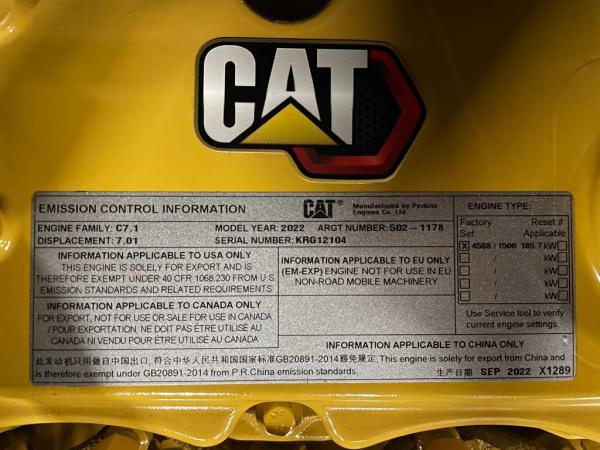 CAT
EMISSION CONTROL INFORMATION
CAT® Manufactured by Perkins
Engines Co. Ltd.
ENGINE FAMILY: C7.1 MODEL YEAR: 2022 ARGT NUMBER: 502-1178
DISPLACEMENT: 7.01 SERIAL NUMBER: KRG12104
INFORMATION APPLICABLE TO USA ONLY
THIS ENGINE IS SOLELY FOR EXPORT AND IS
THEREFORE EXEMPT UNDER 40 CFR 1068.230 FROM U.S.
EMISSION STANDARDS AND RELATED REQUIREMENTS
INFORMATION APPLICABLE TO EU ONLY
(EM-EXP) ENGINE NOT FOR USE IN EU
NON-ROAD MOBILE MACHINERY
INFORMATION APPLICABLE TO CANADA ONLY
FOR EXPORT, NOT FOR USE OR SALE FOR USE IN CANADA
/ POUR EXPORTATION, NE DOIT PAS ÊTRE UTILISÉ AU
CANADA NI VENDU POUR ÊTRE UTILISÉ AU CANADA
ENGINE TYPE:
Factory Reset if
Set Applicable
X 4588 / 1500 185.7 kW
/ kW
/ kW
/ kW
/ kW
Use Service tool to verify
current engine settings.
INFORMATION APPLICABLE TO CHINA ONLY
此发动机只用做自中国出口, 符合中华人民共和国国家标准GB20891-2014豁免规定. This engine is solely for export from China and
is therefore exempt under GB20891-2014 from P.R.China emission standards.
生产日期 SEP 2022 X1289